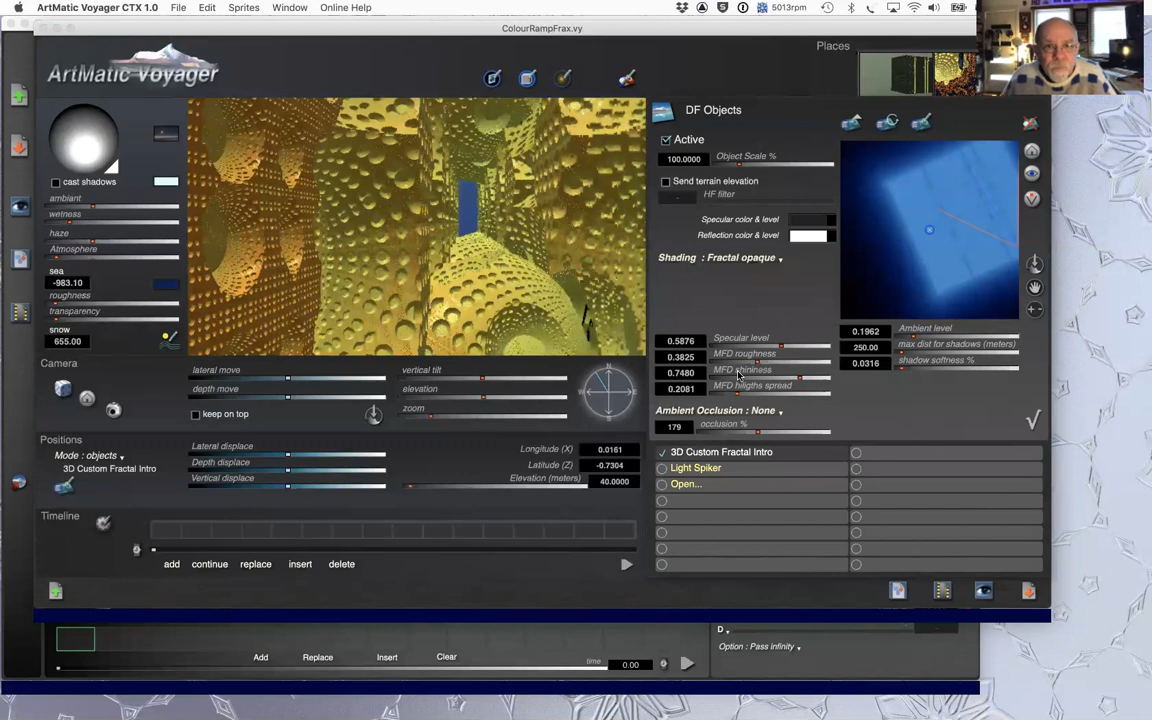 ArtMatic Voyager CTX 1.0 File Edit Sprites Window Online Help 5013rpm
ColourRampFrax.vy
ArtMatic Voyager
Places
cast shadows
ambiant
wetness
haze
Atmosphere
sea
-983.10
roughness
transparency
snow
655.00
DF Objects
Active
100.0000 Object Scale %
Send terrain elevation
- HF filter
Specular color & level
Reflection color & level
Shading : Fractal opaque
0.5876 Specular level
0.3825 MFD roughness
0.7480 MFD shininess
0.2081 MFD hiligths spread
Ambient Occlusion : None
179 occlusion %
0.1962 Ambient level
250.00 max dist for shadows (meters)
0.0316 shadow softness %
Camera
lateral move
depth move
keep on top
vertical tilt
elevation
zoom
N
W E
S
Positions
Mode : objects
3D Custom Fractal Intro
Lateral displace
Depth displace
Vertical displace
Longitude (X) 0.0161
Latitude (Z) -0.7304
Elevation (meters) 40.0000
3D Custom Fractal Intro
Light Spiker
Open...
Timeline
add continue replace insert delete
Add Replace Insert Clear time 0.00
D
Option : Pass infinity